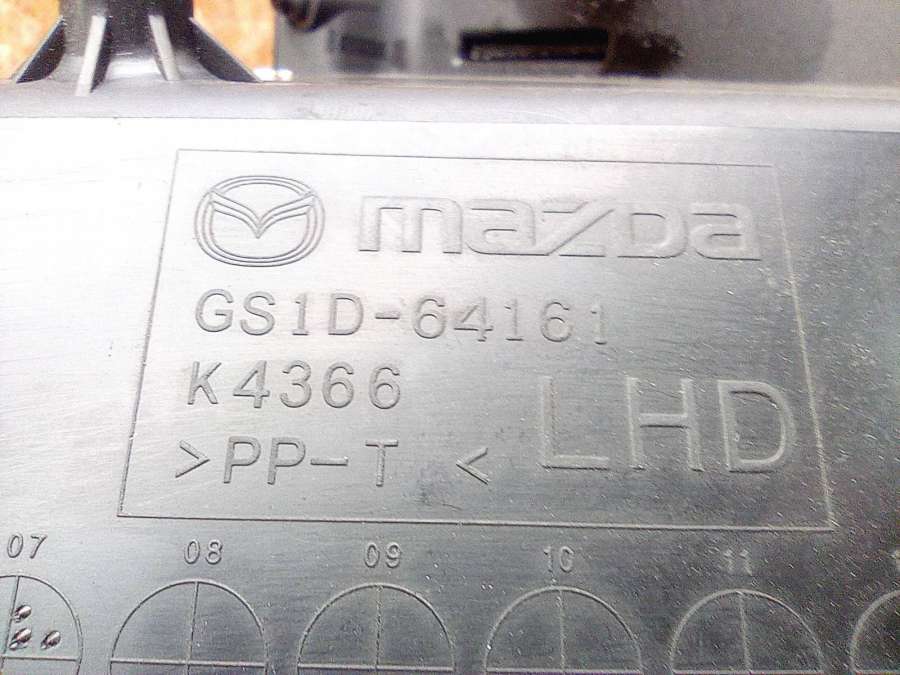 mazda
GS1D-64161
K4366
>PP-T <
LHD
07 08 09 10 11